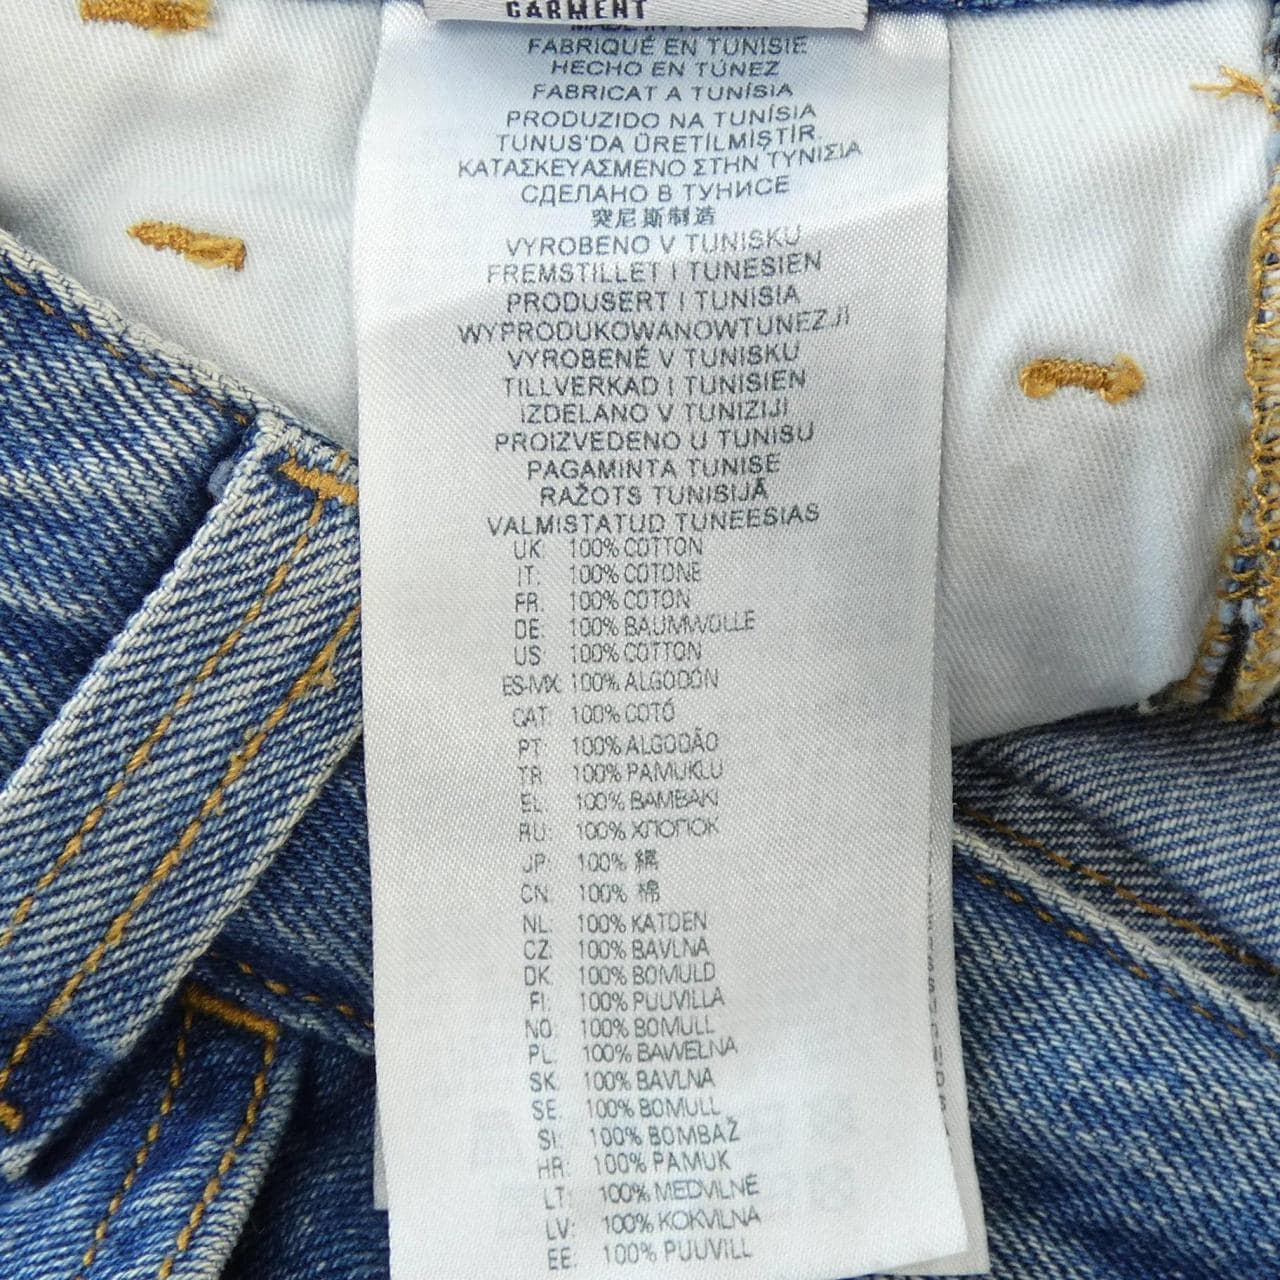 GARMENT
MADE IN TUNISIA
FABRIQUÉ EN TUNISIE
HECHO EN TÚNEZ
FABRICAT A TUNÍSIA
PRODUZIDO NA TUNÍSIA
TUNUS'DA ÜRETİLMİŞTİR.
ΚΑΤΑΣΚΕΥΑΣΜΕΝΟ ΣΤΗΝ ΤΥΝΙΣΙΑ
СДЕЛАНО В ТУНИСЕ
突尼斯制造
VYROBENO V TUNISKU
FREMSTILLET I TUNESIEN
PRODUSERT I TUNISIA
WYPRODUKOWANOWTUNEZJI
VYROBENÉ V TUNISKU
TILLVERKAD I TUNISIEN
IZDELANO V TUNIZIJI
PROIZVEDENO U TUNISU
PAGAMINTA TUNISE
RAŽOTS TUNISIJĀ
VALMISTATUD TUNEESIAS
UK: 100% COTTON
IT: 100% COTONE
FR: 100% COTON
DE: 100% BAUMWOLLE
US: 100% COTTON
ES-MX: 100% ALGODÓN
CAT: 100% COTÓ
PT: 100% ALGODÃO
TR: 100% PAMUKLU
EL: 100% ΒΑΜΒΑΚΙ
RU: 100% ХЛОПОК
JP: 100% 綿
CN: 100% 棉
NL: 100% KATOEN
CZ: 100% BAVLNA
DK: 100% BOMULD
FI: 100% PUUVILLA
NO: 100% BOMULL
PL: 100% BAWEŁNA
SK: 100% BAVLNA
SE: 100% BOMULL
SI: 100% BOMBAŽ
HR: 100% PAMUK
LT: 100% MEDVILNĖ
LV: 100% KOKVILNA
EE: 100% PUUVILL